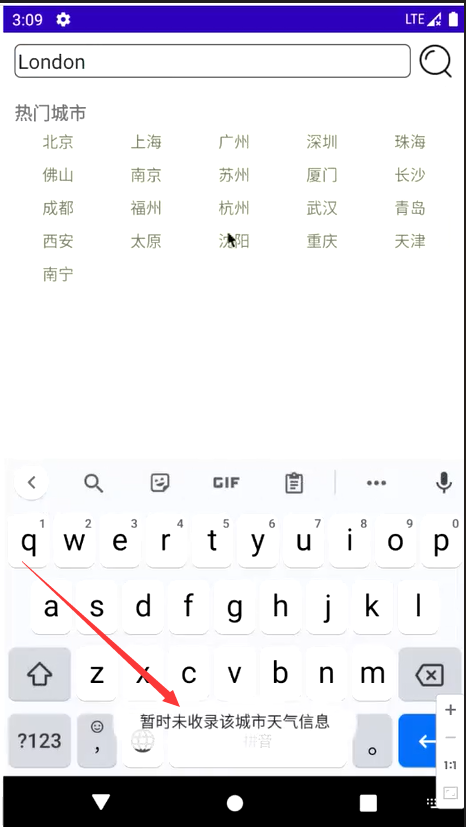 3:09 LTE
London
热门城市
北京 上海 广州 深圳 珠海
佛山 南京 苏州 厦门 长沙
成都 福州 杭州 武汉 青岛
西安 太原 沈阳 重庆 天津
南宁
GIF
1 2 3 4 5 6 7 8 9 0
q w e r t y u i o p
a s d f g h j k l
z x c v b n m
暂时未收录该城市天气信息
?123 , 拼音 。
1:1